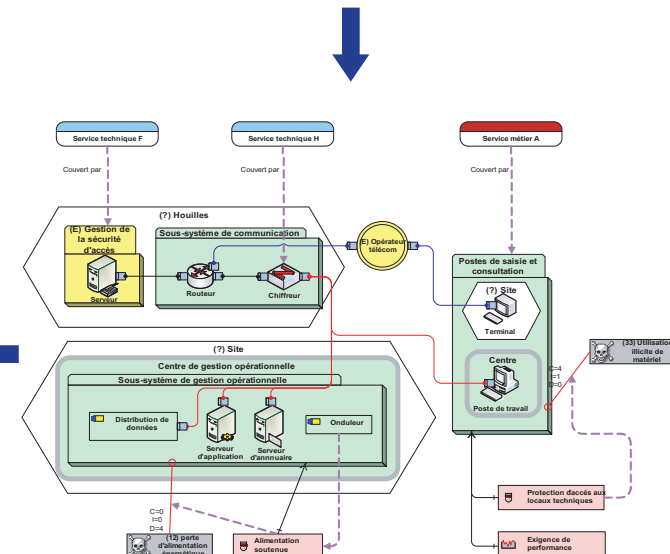 Service technique F
Service technique H
Service métier A
Couvert par
Couvert par
Couvert par
(?) Houilles
(E) Gestion de
la sécurité
d'accès
Serveur
Sous-système de communication
Routeur
Chiffreur
(E) Opérateur
télécom
Postes de saisie et
consultation
(?) Site
Terminal
Centre
Poste de travail
C=4
I=1
D=0
(33) Utilisation
illicite de
matériel
(?) Site
Centre de gestion opérationnelle
Sous-système de gestion opérationnelle
Distribution de
données
Serveur
d'application
Serveur
d'annnuaire
Onduleur
C=0
I=0
D=4
(12) perte
d'alimentation
énergétique
Alimentation
soutenue
Protection d'accés aux
locaux techniques
Exigence de
performance